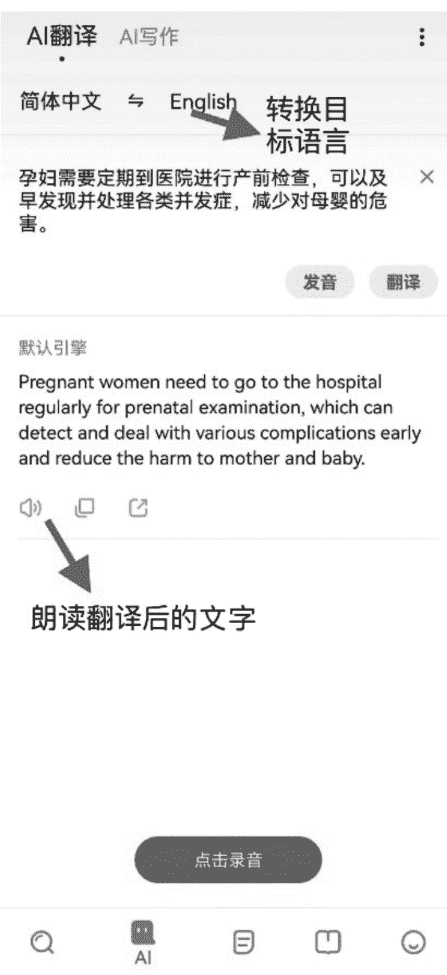 AI翻译 AI写作
简体中文 ⇋ English
转换目
标语言
孕妇需要定期到医院进行产前检查，可以及
早发现并处理各类并发症，减少对母婴的危
害。
发音 翻译
默认引擎
Pregnant women need to go to the hospital
regularly for prenatal examination, which can
detect and deal with various complications early
and reduce the harm to mother and baby.
朗读翻译后的文字
点击录音
AI